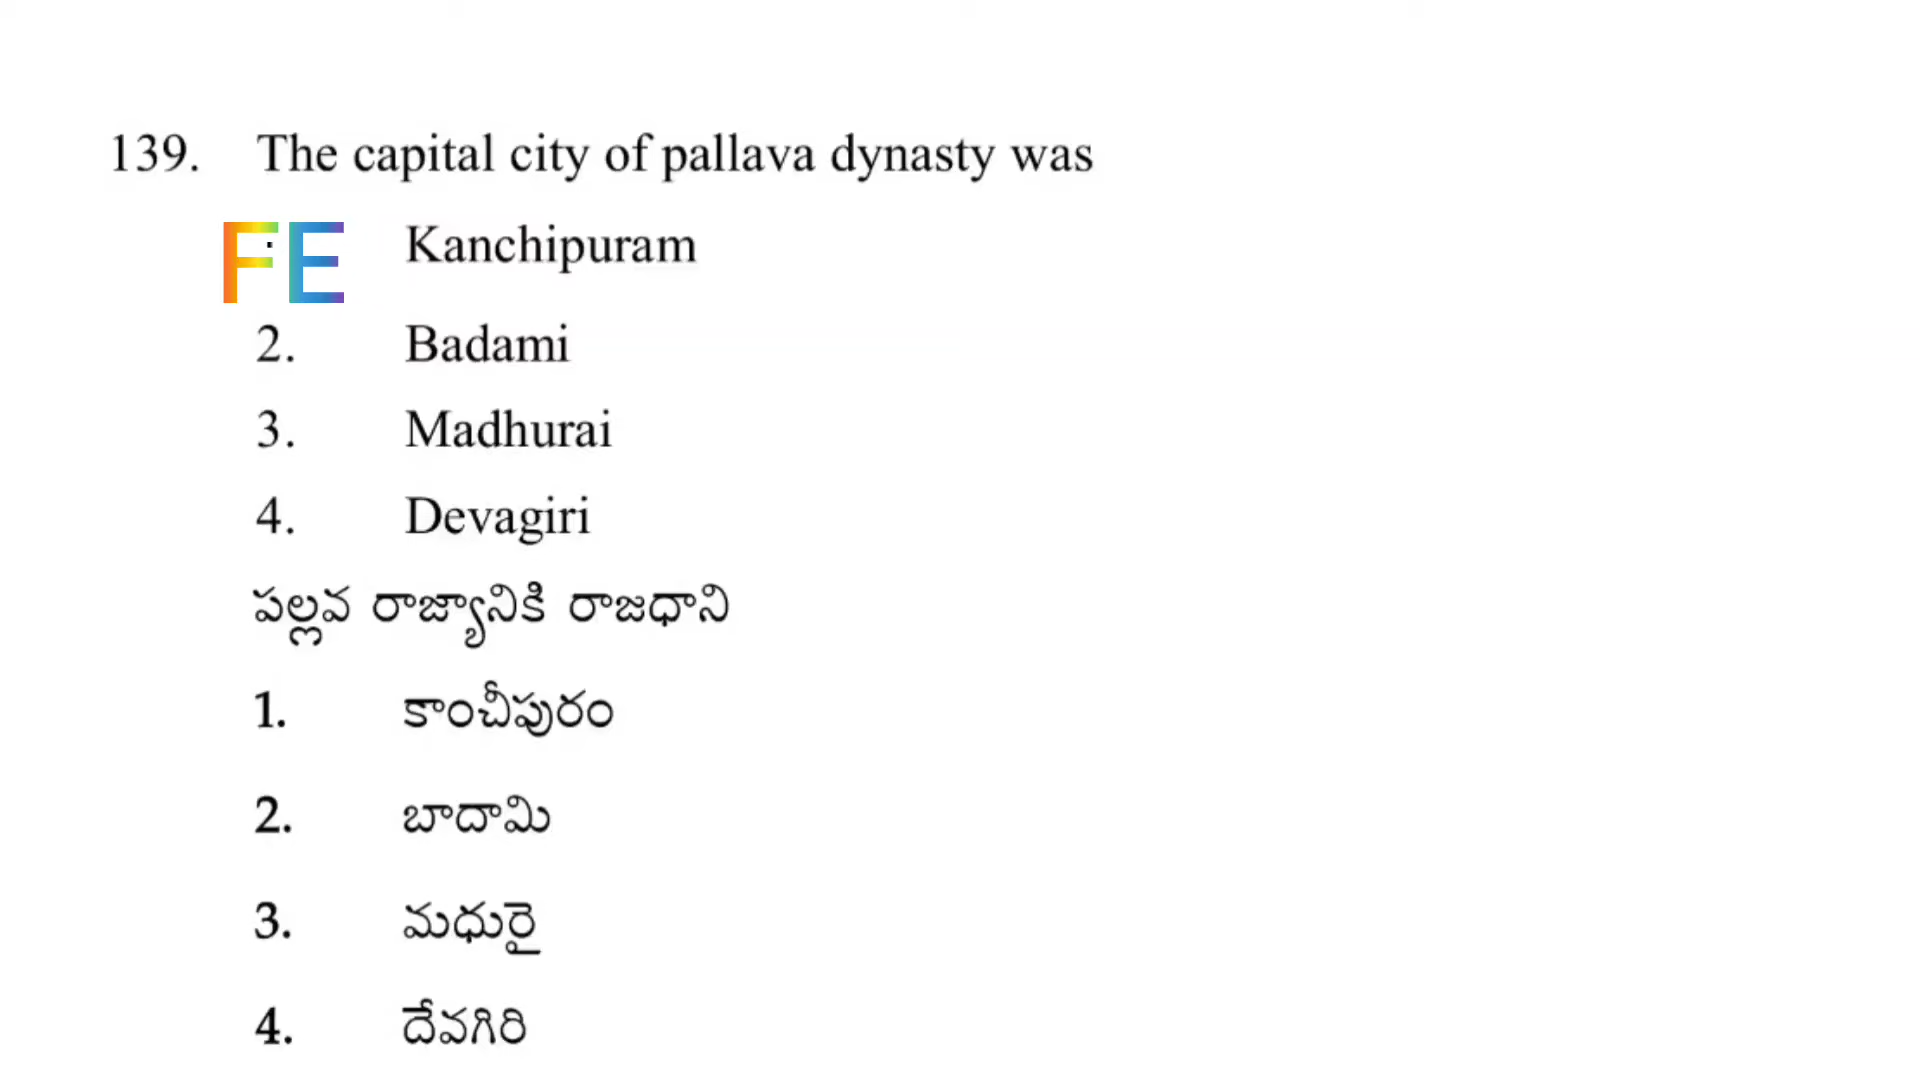 139. The capital city of pallava dynasty was
FE Kanchipuram
2. Badami
3. Madhurai
4. Devagiri
పల్లవ రాజ్యానికి రాజధాని
1. కాంచీపురం
2. బాదామి
3. మధురై
4. దేవగిరి